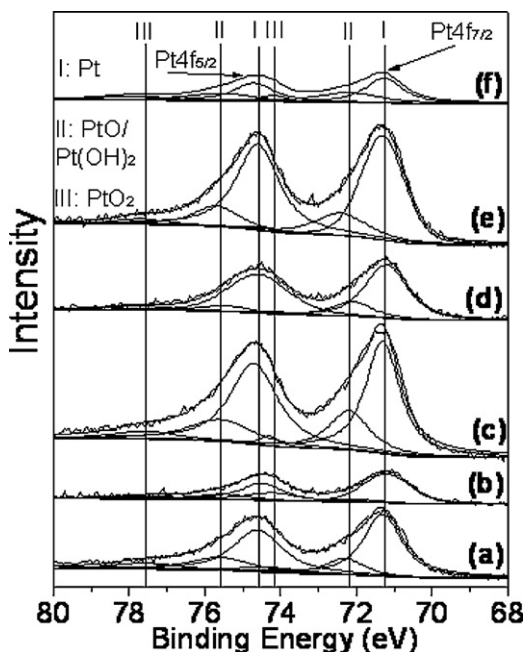 III II I III II I
Pt4f5/2
Pt4f7/2
I: Pt
(f)
II: PtO/
Pt(OH)2
III: PtO2
(e)
(d)
(c)
(b)
(a)
Intensity
80 78 76 74 72 70 68
Binding Energy (eV)